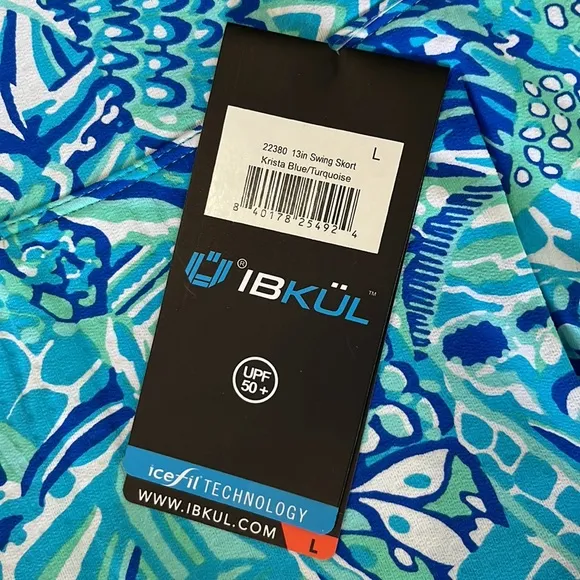 22380 13in Swing Skort L
Krista Blue/Turquoise
8 40178 25492 4
® IBKÜL ™
UPF
50+
icefil TECHNOLOGY
WWW.IBKUL.COM L